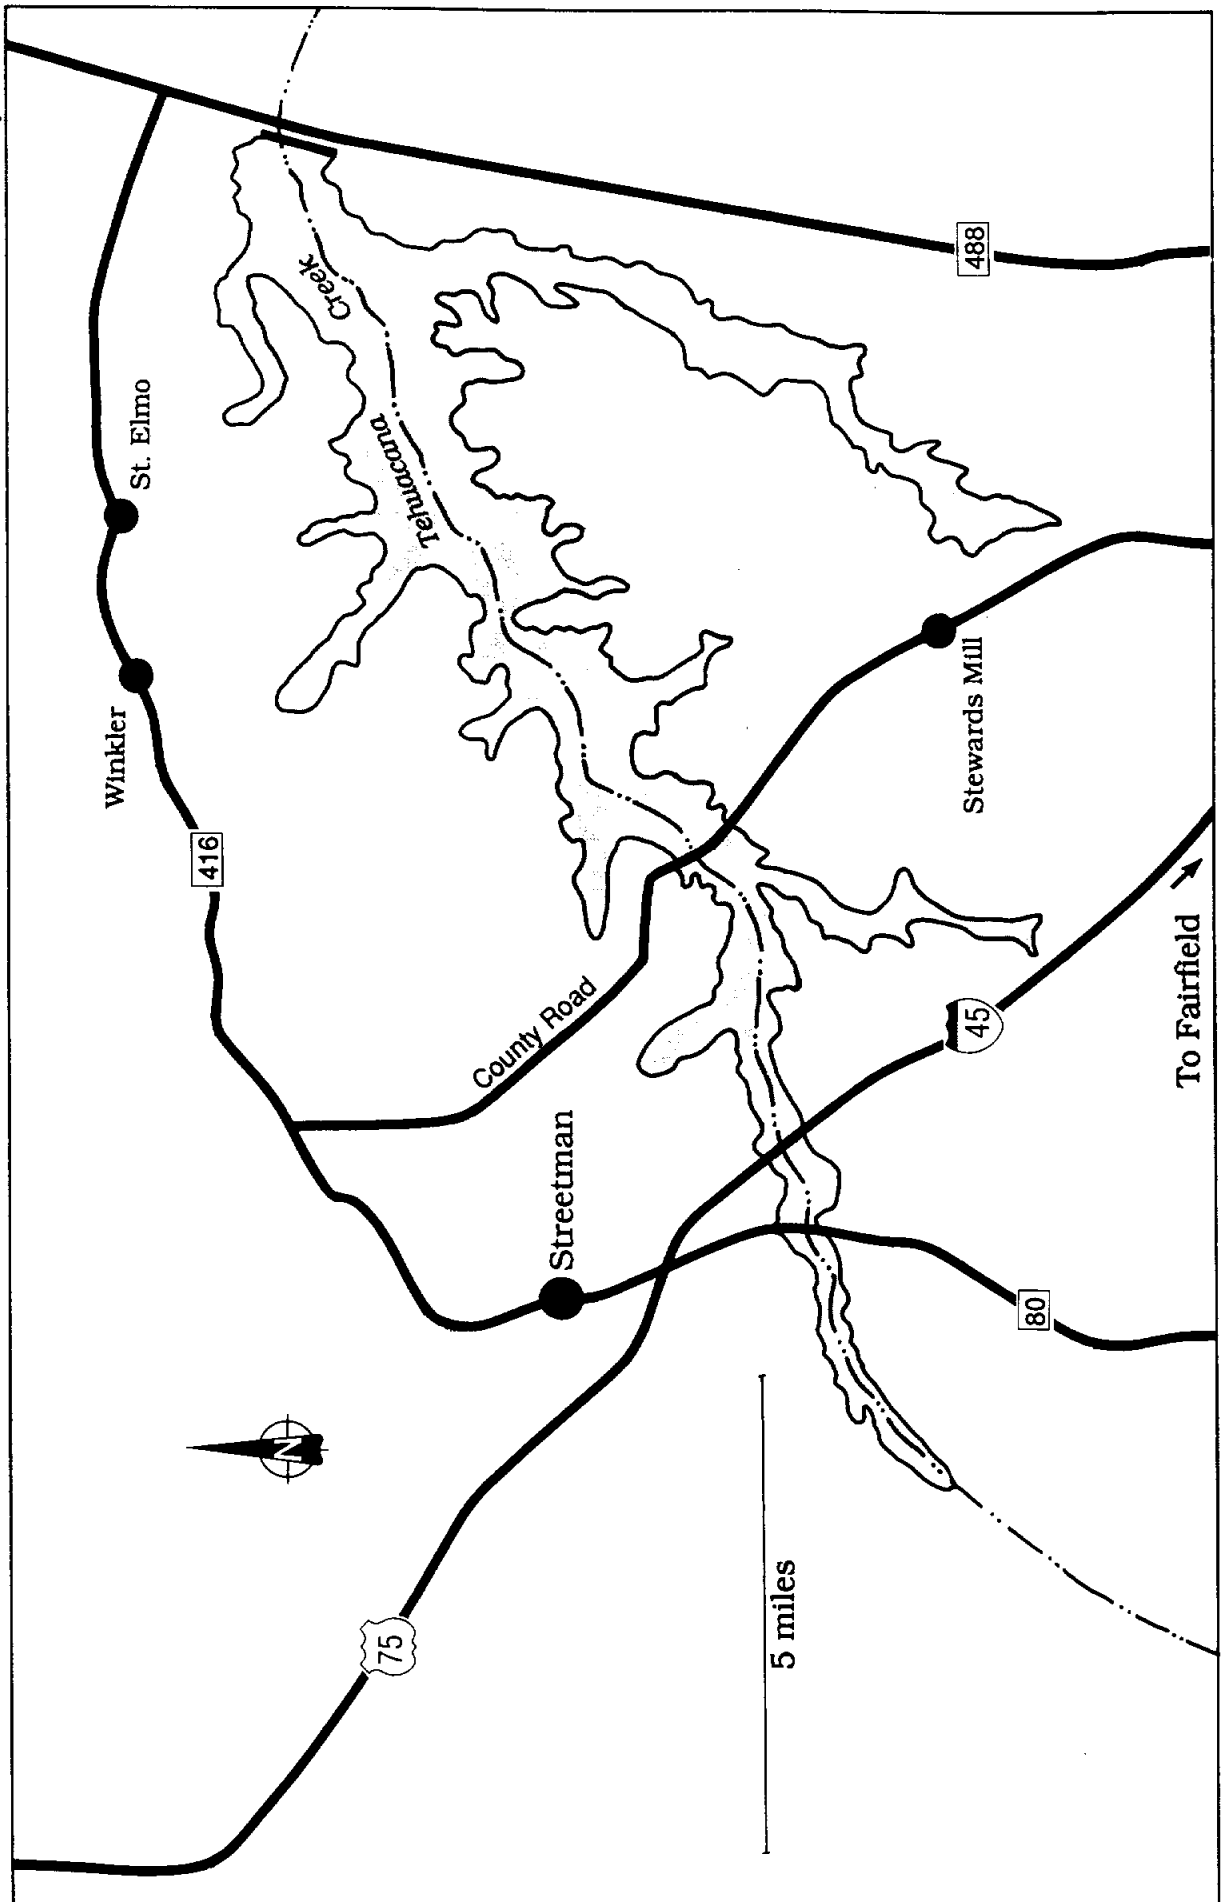 488
Creek
Tehuacana
St. Elmo
Winkler
416
Stewards Mill
County Road
45
To Fairfield
Streetman
80
N
75
5 miles